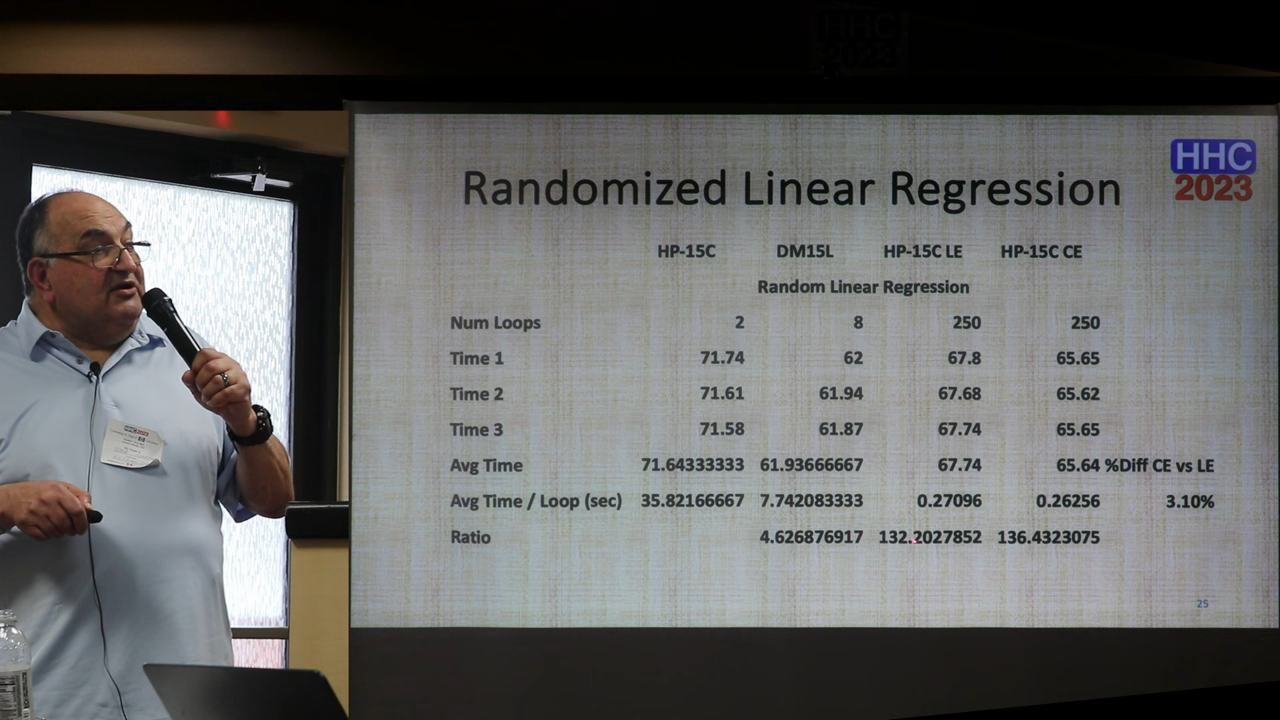 HHC
2023
HHC
2023
Randomized Linear Regression
HP-15C DM15L HP-15C LE HP-15C CE
Random Linear Regression
Num Loops 2 8 250 250
Time 1 71.74 62 67.8 65.65
Time 2 71.61 61.94 67.68 65.62
Time 3 71.58 61.87 67.74 65.65
Avg Time 71.64333333 61.93666667 67.74 65.64 %Diff CE vs LE
Avg Time / Loop (sec) 35.82166667 7.742083333 0.27096 0.26256 3.10%
Ratio 4.626876917 132.2027852 136.4323075
25